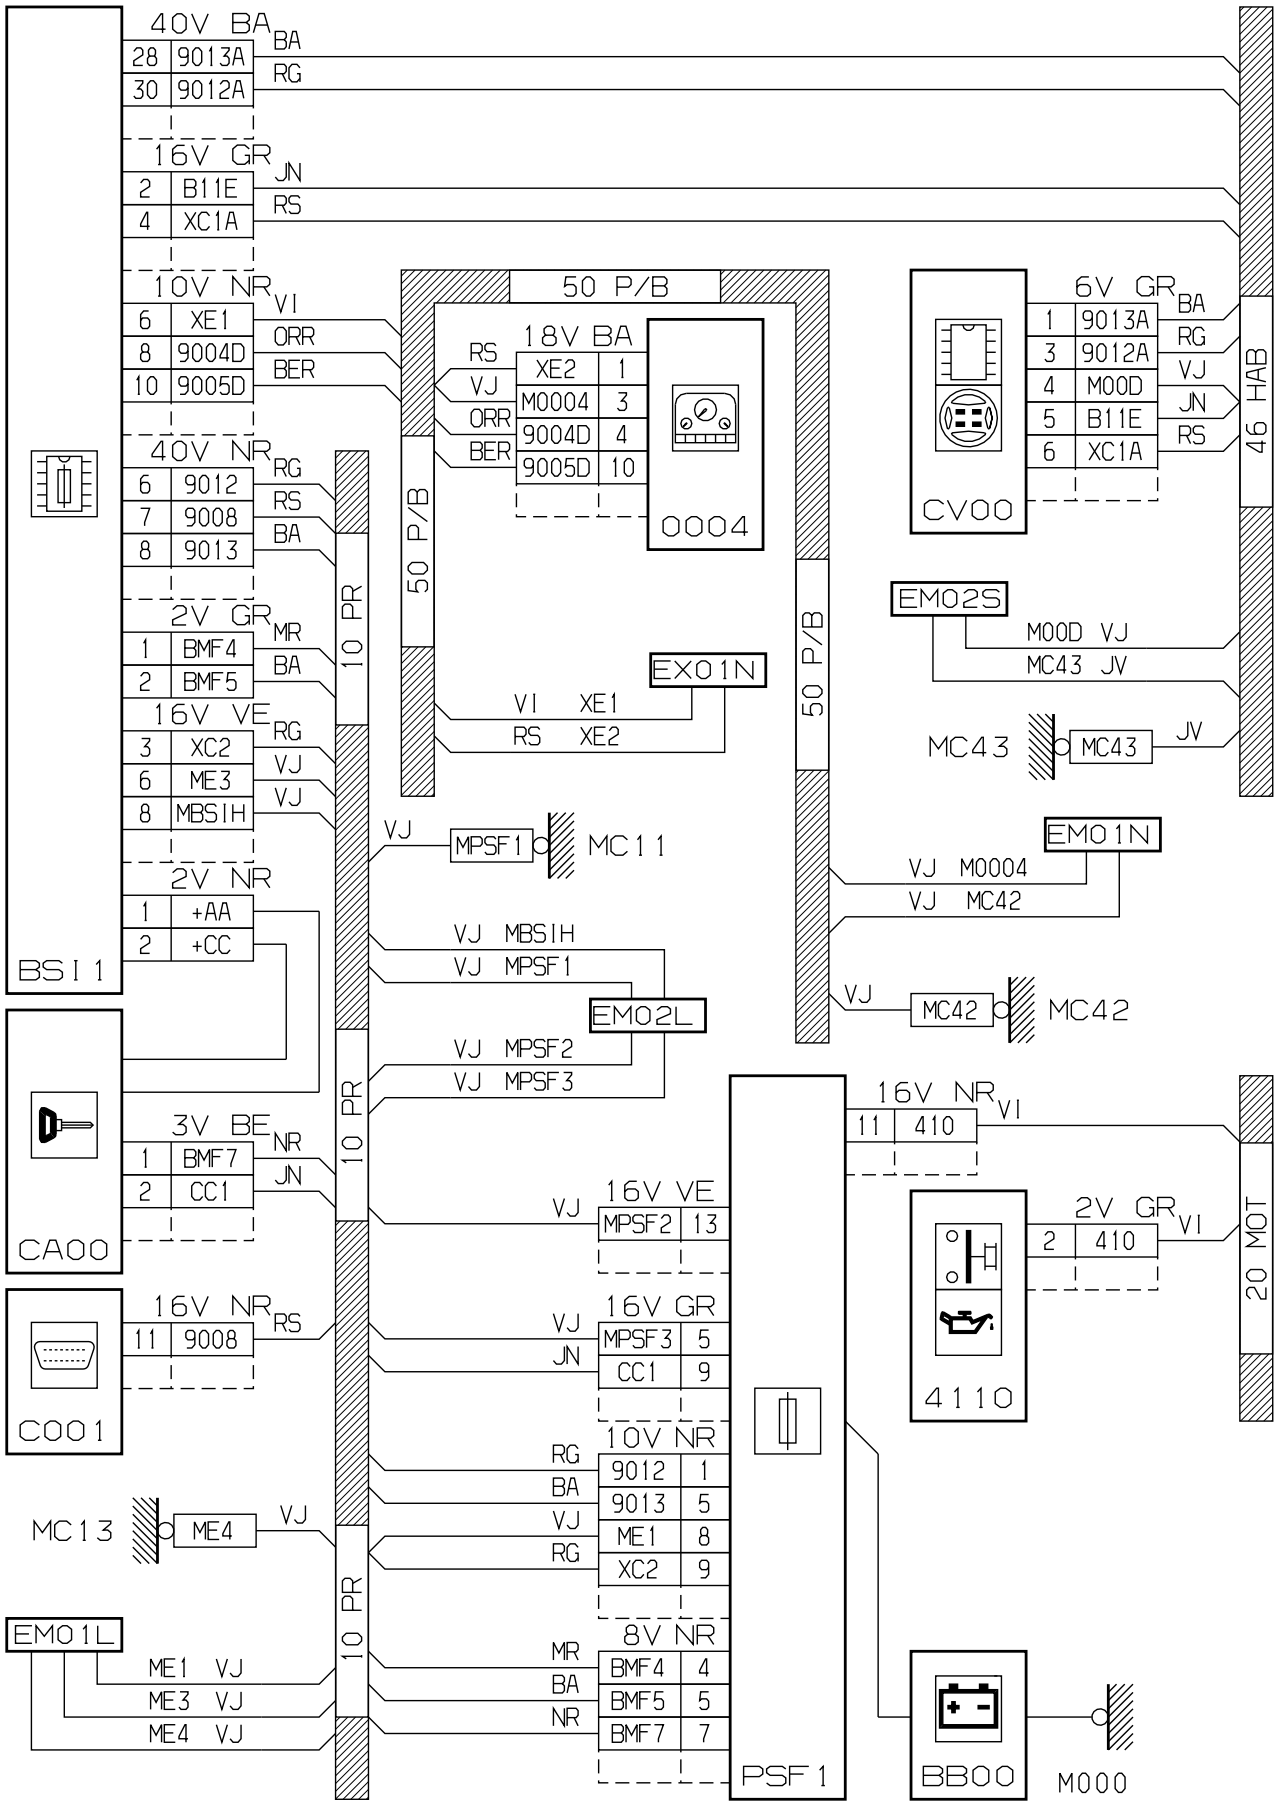 40V BA
28 9013A BA
30 9012A RG
16V GR
2 B11E JN
4 XC1A RS
10V NR
6 XE1 VI
8 9004D ORR
10 9005D BER
40V NR
6 9012 RG
7 9008 RS
8 9013 BA
2V GR
1 BMF4 MR
2 BMF5 BA
16V VE
3 XC2 RG
6 ME3 VJ
8 MBSIH VJ
2V NR
1 +AA
2 +CC
BSI1
3V BE
1 BMF7 NR
2 CC1 JN
CA00
16V NR
11 9008 RS
C001
MC13 ME4 VJ
EM01L
ME1 VJ
ME3 VJ
ME4 VJ
10 PR
10 PR
10 PR
50 P/B
50 P/B
50 P/B
18V BA
RS XE2 1
VJ M0004 3
ORR 9004D 4
BER 9005D 10
0004
EX01N
VI XE1
RS XE2
VJ MPSF1 MC11
VJ MBSIH
VJ MPSF1
EM02L
VJ MPSF2
VJ MPSF3
16V VE
VJ MPSF2 13
16V GR
VJ MPSF3 5
JN CC1 9
10V NR
RG 9012 1
BA 9013 5
VJ ME1 8
RG XC2 9
8V NR
MR BMF4 4
BA BMF5 5
NR BMF7 7
PSF1
6V GR
1 9013A BA
3 9012A RG
4 M00D VJ
5 B11E JN
6 XC1A RS
CV00
46 HAB
EM02S
M00D VJ
MC43 JV
MC43 MC43 JV
EM01N
VJ M0004
VJ MC42
VJ MC42 MC42
16V NR
11 410 VI
2V GR
2 410 VI
4110
20 MOT
BB00
M000